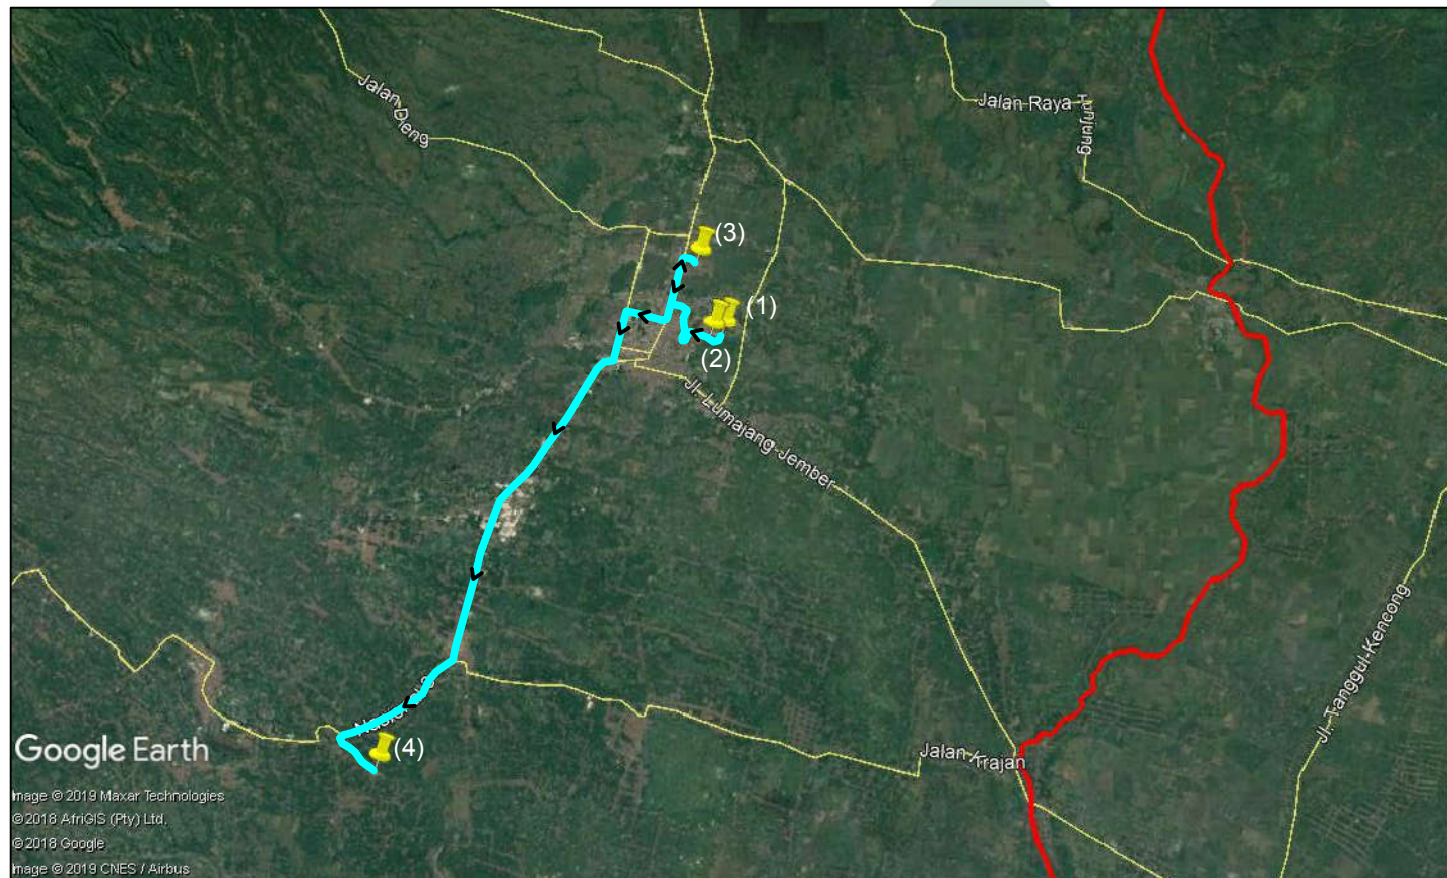 Jalan Dieng
Jalan Raya
Kunjung
(3)
(1)
(2)
Jl. Lumajang-Jember
Jl. Tanggul-Kencong
(4)
Jalan Krajan
Google Earth
Image © 2019 Maxar Technologies
© 2018 AfriGIS (Pty) Ltd.
© 2018 Google
Image © 2019 CNES / Airbus